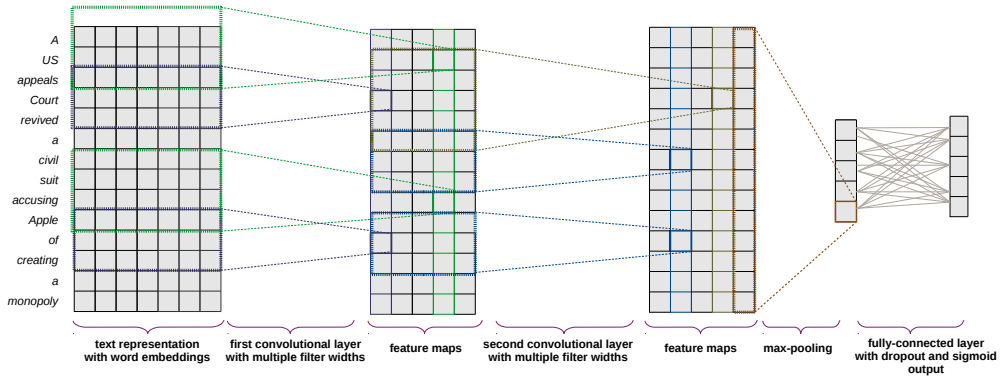 A
US
appeals
Court
revived
a
civil
suit
accusing
Apple
of
creating
a
monopoly
text representation
with word embeddings
first convolutional layer
with multiple filter widths
feature maps
second convolutional layer
with multiple filter widths
feature maps
max-pooling
fully-connected layer
with dropout and sigmoid
output